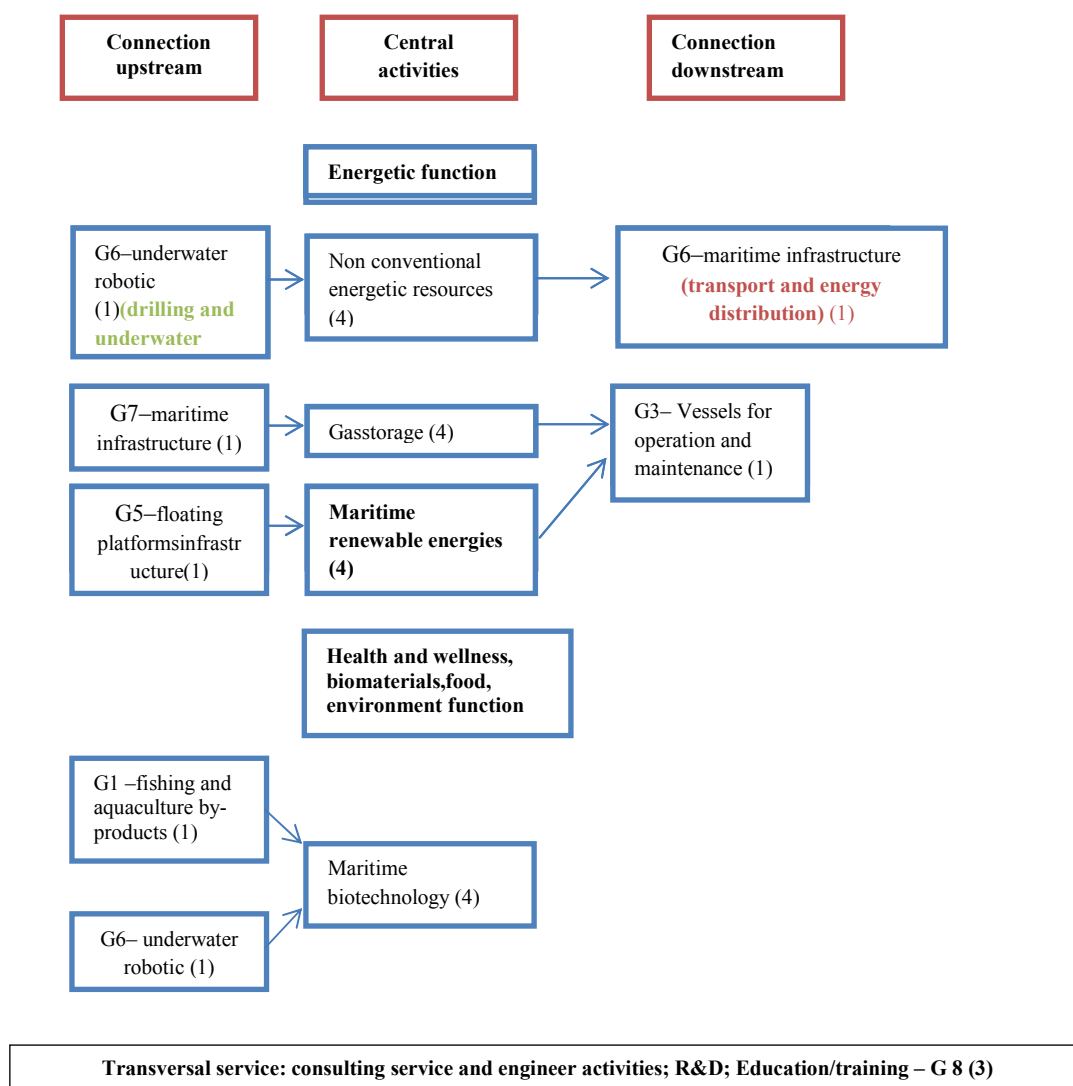 Connection
upstream
Central
activities
Connection
downstream
Energetic function
G6–underwater
robotic
(1)(drilling and
underwater
Non conventional
energetic resources
(4)
G6–maritime infrastructure
(transport and energy
distribution) (1)
G7–maritime
infrastructure (1)
Gasstorage (4)
G3– Vessels for
operation and
maintenance (1)
G5–floating
platformsinfrastr
ucture(1)
Maritime
renewable energies
(4)
Health and wellness,
biomaterials,food,
environment function
G1 –fishing and
aquaculture by-
products (1)
Maritime
biotechnology (4)
G6– underwater
robotic (1)
Transversal service: consulting service and engineer activities; R&D; Education/training – G 8 (3)